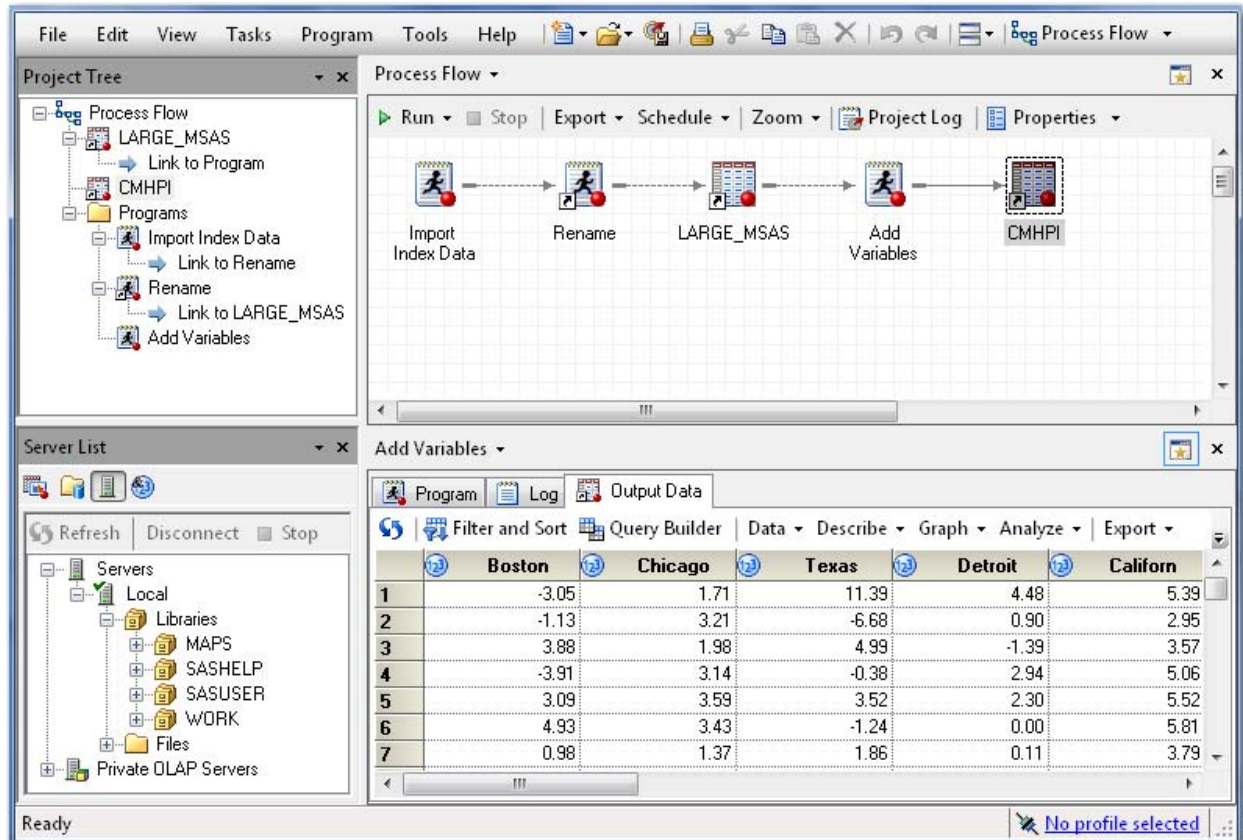 File Edit View Tasks Program Tools Help Process Flow
Project Tree
Process Flow
LARGE_MSAS
Link to Program
CMHPI
Programs
Import Index Data
Link to Rename
Rename
Link to LARGE_MSAS
Add Variables
Process Flow
Run Stop Export Schedule Zoom Project Log Properties
Import
Index Data
Rename
LARGE_MSAS
Add
Variables
CMHPI
Server List
Refresh Disconnect Stop
Servers
Local
Libraries
MAPS
SASHELP
SASUSER
WORK
Files
Private OLAP Servers
Add Variables
Program Log Output Data
Filter and Sort Query Builder Data Describe Graph Analyze Export
Boston Chicago Texas Detroit Californ
1 -3.05 1.71 11.39 4.48 5.39
2 -1.13 3.21 -6.68 0.90 2.95
3 3.88 1.98 4.99 -1.39 3.57
4 -3.91 3.14 -0.38 2.94 5.06
5 3.09 3.59 3.52 2.30 5.52
6 4.93 3.43 -1.24 0.00 5.81
7 0.98 1.37 1.86 0.11 3.79
Ready
No profile selected